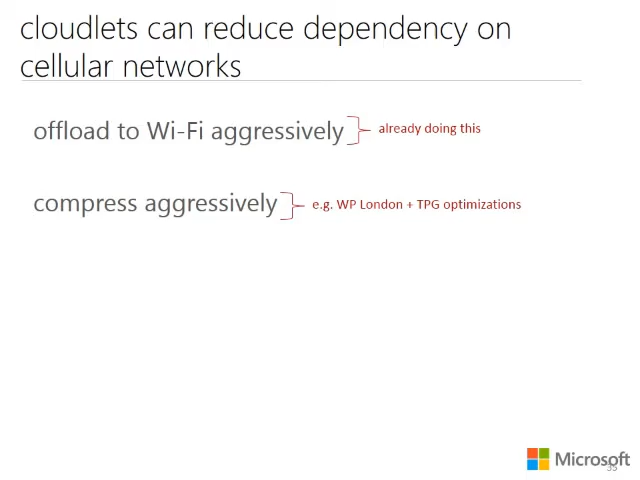 cloudlets can reduce dependency on
cellular networks
offload to Wi-Fi aggressively
already doing this
compress aggressively
e.g. WP London + TPG optimizations
Microsoft
35